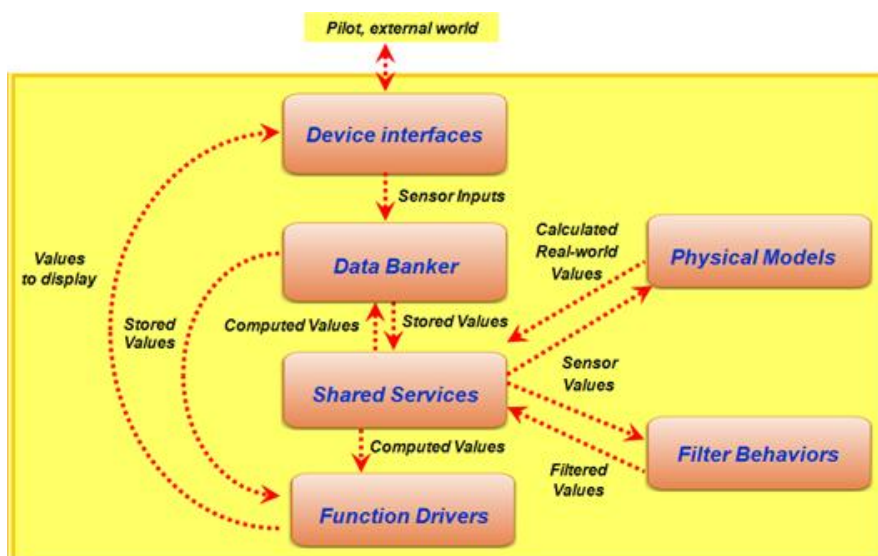 Pilot, external world
Device interfaces
Sensor Inputs
Values
to display
Calculated
Real-world
Values
Data Banker
Physical Models
Stored
Values
Computed Values
Stored Values
Shared Services
Sensor
Values
Computed Values
Filtered
Values
Filter Behaviors
Function Drivers